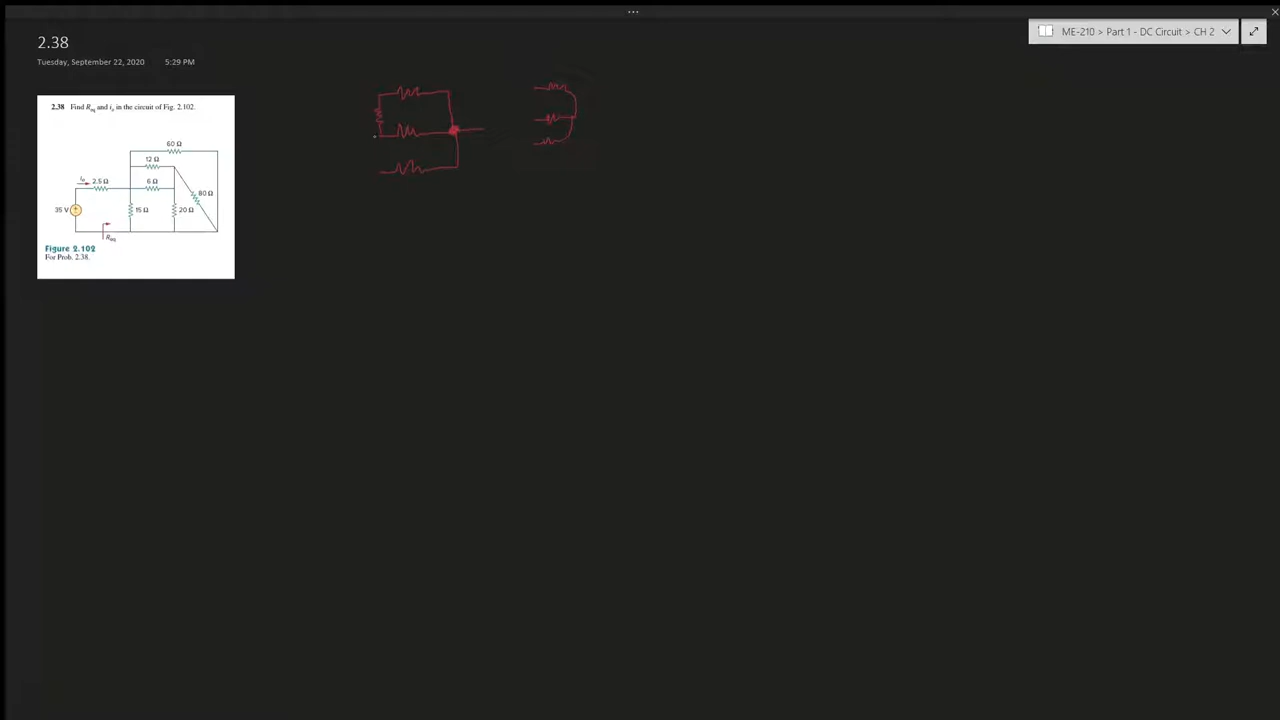 ME-210 > Part 1 - DC Circuit > CH 2
2.38
Tuesday, September 22, 2020 5:29 PM
2.38 Find Req and io in the circuit of Fig. 2.102.
60 Ω
12 Ω
io 2.5 Ω 6 Ω
80 Ω
35 V + 15 Ω 20 Ω
Req
Figure 2.102
For Prob. 2.38.